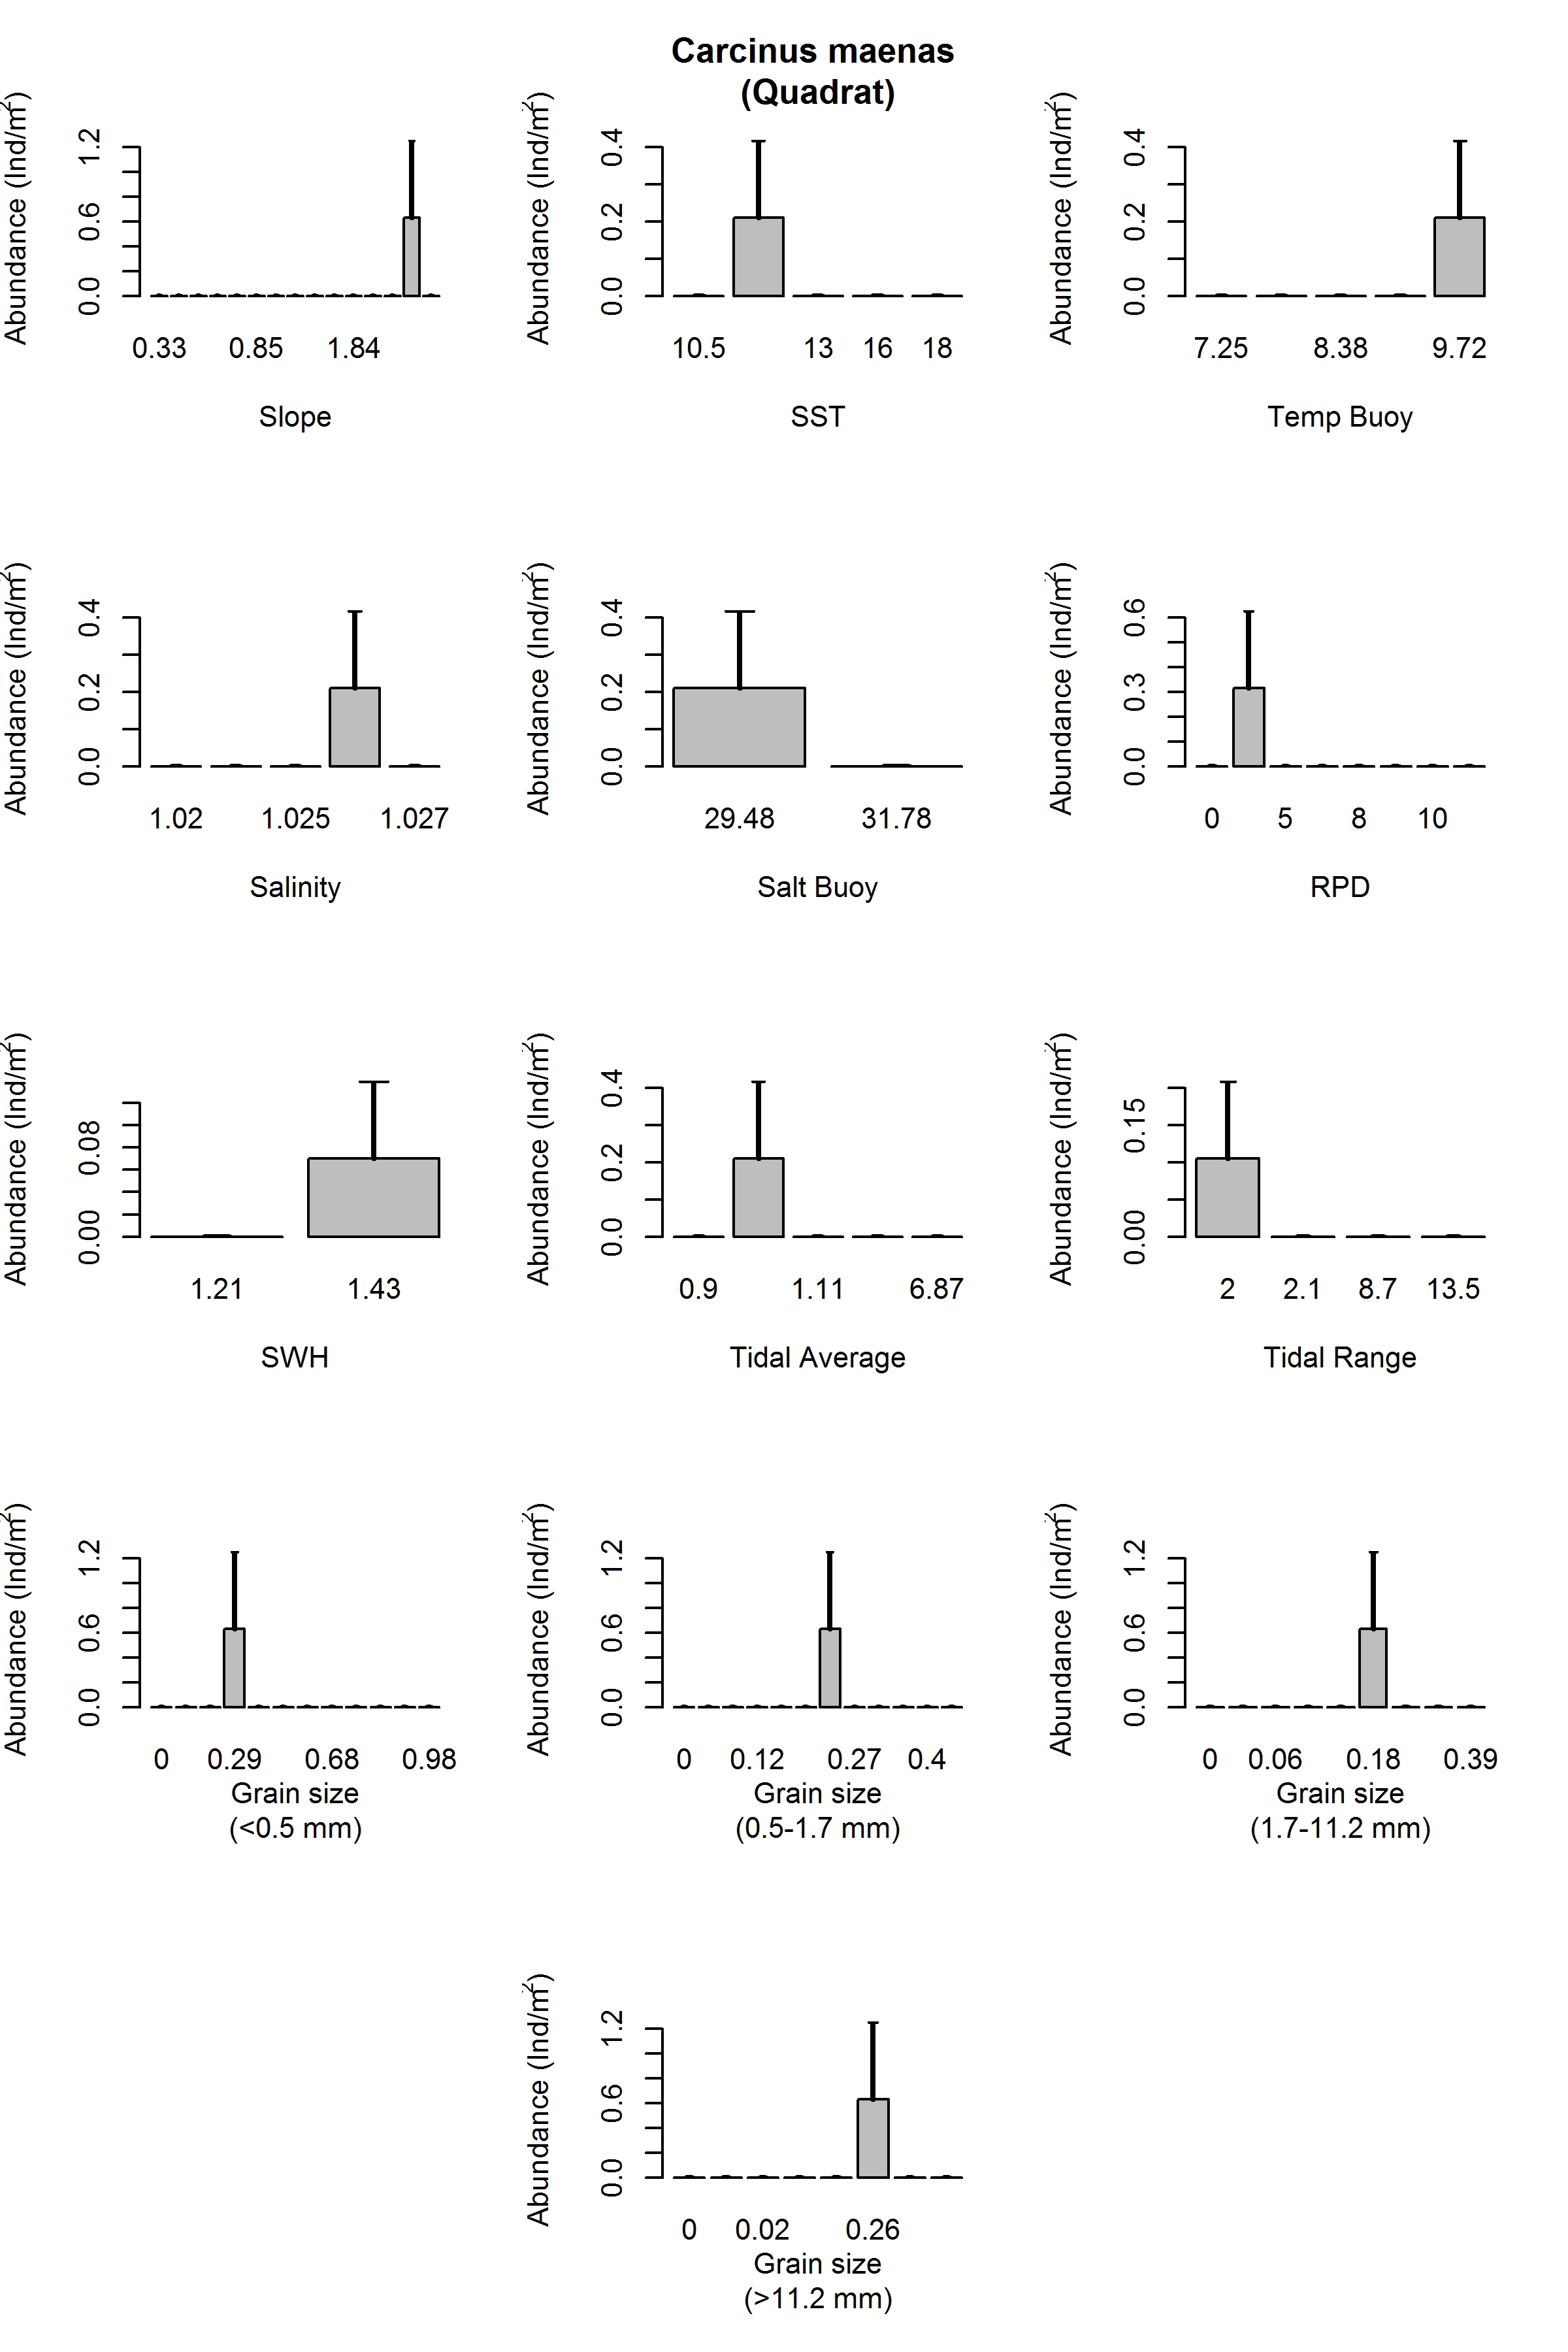 Carcinus maenas
(Quadrat)
Abundance (Ind/m²)
0.0 0.6 1.2
0.33 0.85 1.84
Slope
Abundance (Ind/m²)
0.0 0.2 0.4
10.5 13 16 18
SST
Abundance (Ind/m²)
0.0 0.2 0.4
7.25 8.38 9.72
Temp Buoy
Abundance (Ind/m²)
0.0 0.2 0.4
1.02 1.025 1.027
Salinity
Abundance (Ind/m²)
0.0 0.2 0.4
29.48 31.78
Salt Buoy
Abundance (Ind/m²)
0.0 0.3 0.6
0 5 8 10
RPD
Abundance (Ind/m²)
0.00 0.08
1.21 1.43
SWH
Abundance (Ind/m²)
0.0 0.2 0.4
0.9 1.11 6.87
Tidal Average
Abundance (Ind/m²)
0.00 0.15
2 2.1 8.7 13.5
Tidal Range
Abundance (Ind/m²)
0.0 0.6 1.2
0 0.29 0.68 0.98
Grain size
(<0.5 mm)
Abundance (Ind/m²)
0.0 0.6 1.2
0 0.12 0.27 0.4
Grain size
(0.5-1.7 mm)
Abundance (Ind/m²)
0.0 0.6 1.2
0 0.06 0.18 0.39
Grain size
(1.7-11.2 mm)
Abundance (Ind/m²)
0.0 0.6 1.2
0 0.02 0.26
Grain size
(>11.2 mm)